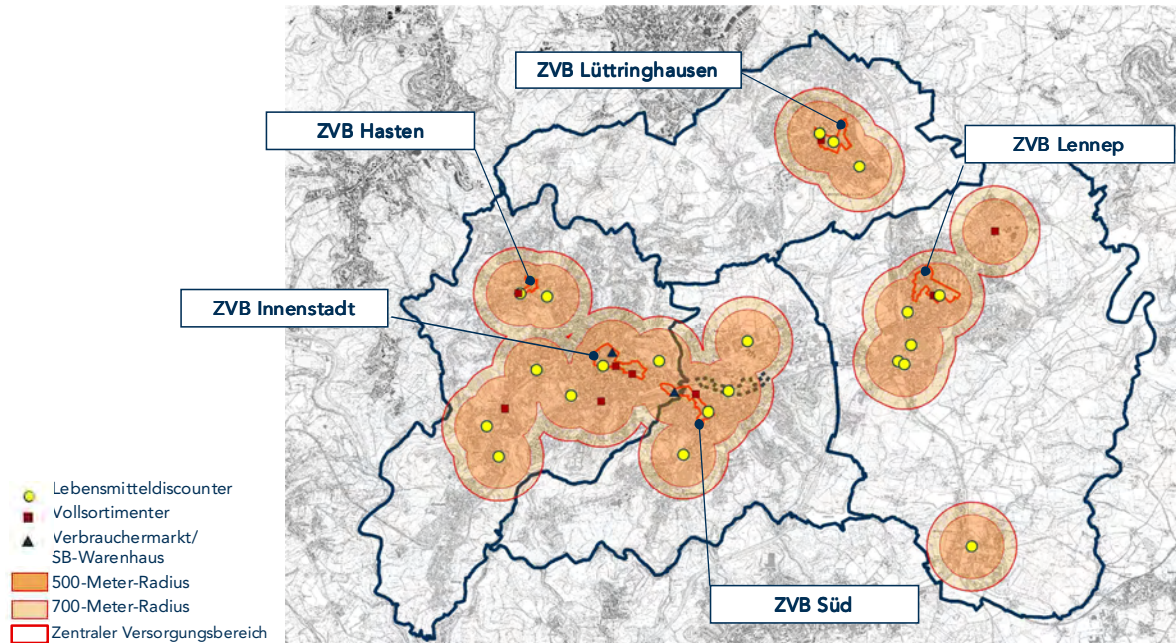 ZVB Lüttringhausen
ZVB Hasten
ZVB Lennep
ZVB Innenstadt
Lebensmitteldiscounter
Vollsortimenter
Verbrauchermarkt/
SB-Warenhaus
500-Meter-Radius
700-Meter-Radius
Zentraler Versorgungsbereich
ZVB Süd